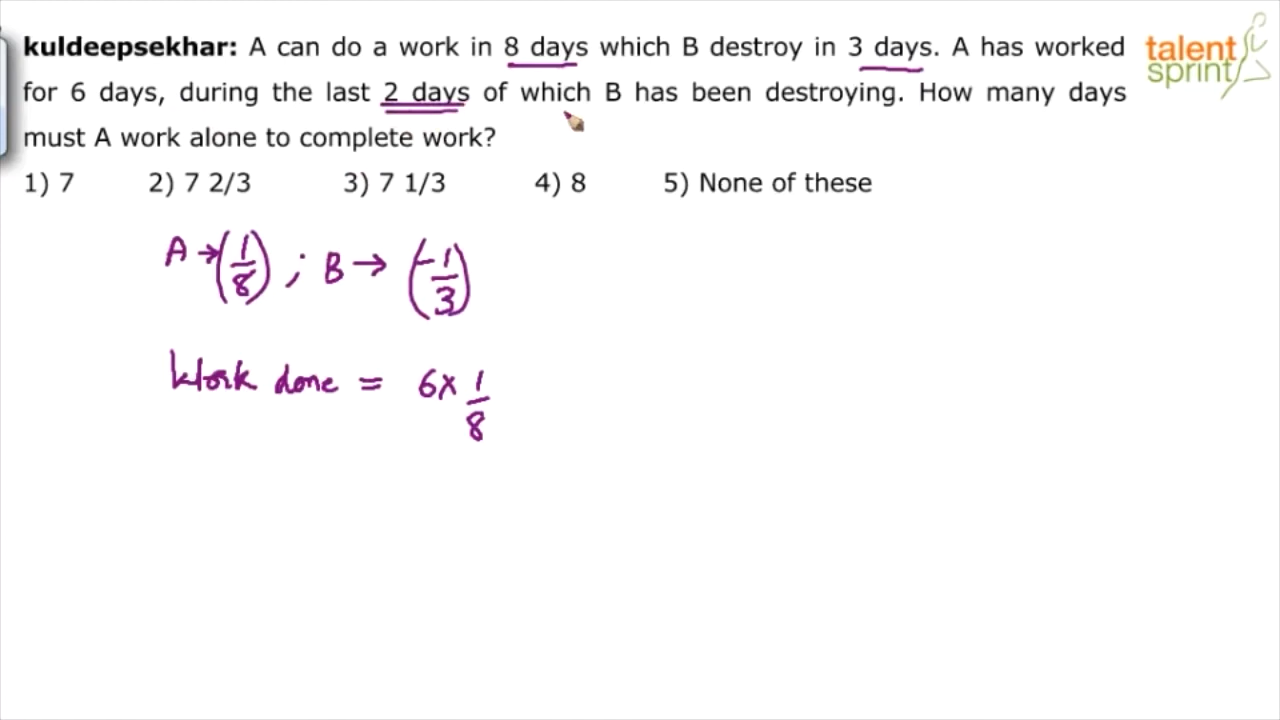 kuldeepsekhar: A can do a work in 8 days which B destroy in 3 days. A has worked
for 6 days, during the last 2 days of which B has been destroying. How many days
must A work alone to complete work?
1) 7 2) 7 2/3 3) 7 1/3 4) 8 5) None of these
talent
sprint
A → (1/8) ; B → (-1/3)
Work done = 6 x 1/8